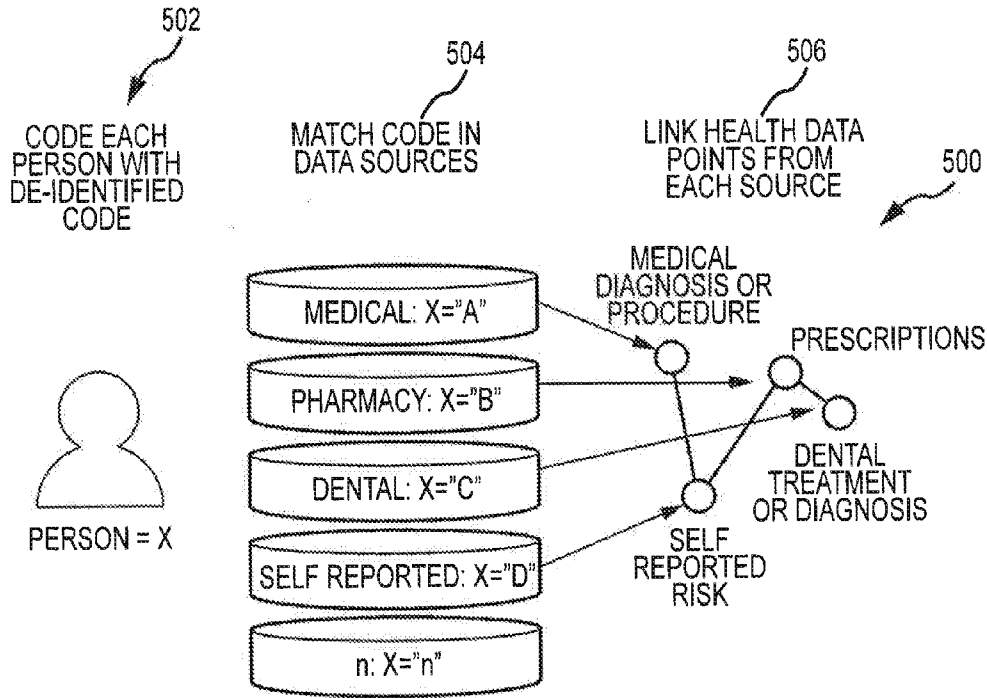 502
CODE EACH
PERSON WITH
DE-IDENTIFIED
CODE
504
MATCH CODE IN
DATA SOURCES
506
LINK HEALTH DATA
POINTS FROM
EACH SOURCE
500
PERSON = X
MEDICAL: X="A"
PHARMACY: X="B"
DENTAL: X="C"
SELF REPORTED: X="D"
n: X="n"
MEDICAL
DIAGNOSIS OR
PROCEDURE
PRESCRIPTIONS
DENTAL
TREATMENT
OR DIAGNOSIS
SELF
REPORTED
RISK